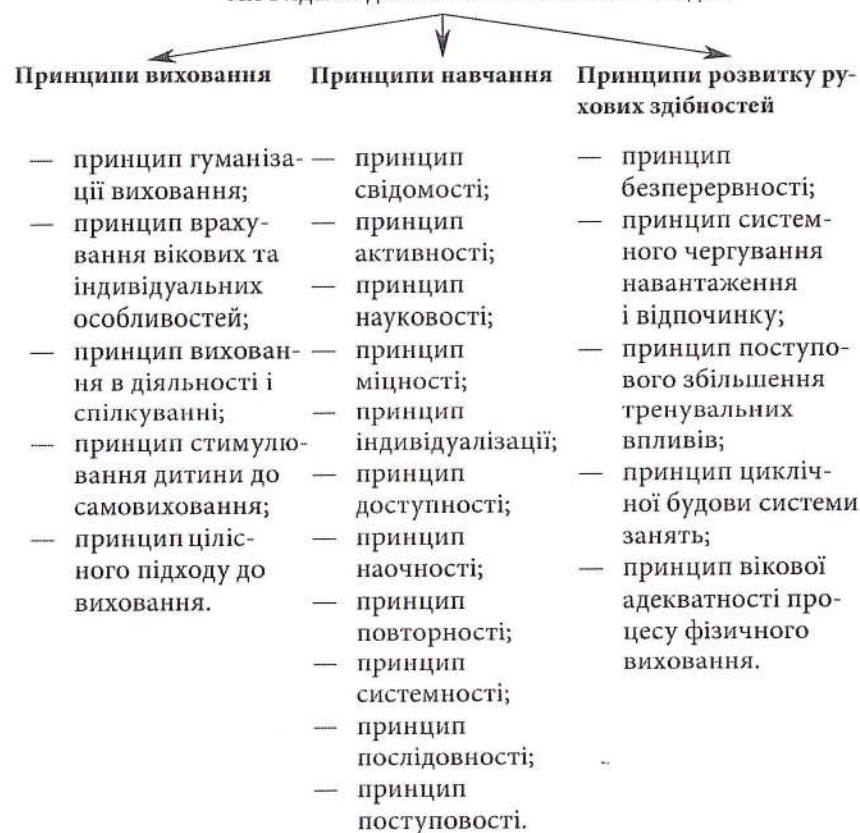 Принципи виховання
— принцип гуманіза-
ції виховання;
— принцип враху-
вання вікових та
індивідуальних
особливостей;
— принцип вихован-
ня в діяльності і
спілкуванні;
— принцип стимулю-
вання дитини до
самовиховання;
— принцип ціліс-
ного підходу до
виховання.
Принципи навчання
— принцип
свідомості;
— принцип
активності;
— принцип
науковості;
— принцип
міцності;
— принцип
індивідуалізації;
— принцип
доступності;
— принцип
наочності;
— принцип
повторності;
— принцип
системності;
— принцип
послідовності;
— принцип
поступовості.
Принципи розвитку ру-
хових здібностей
— принцип
безперервності;
— принцип систем-
ного чергування
навантаження
і відпочинку;
— принцип поступо-
вого збільшення
тренувальних
впливів;
— принцип цикліч-
ної будови системи
занять;
— принцип вікової
адекватності про-
цесу фізичного
виховання.